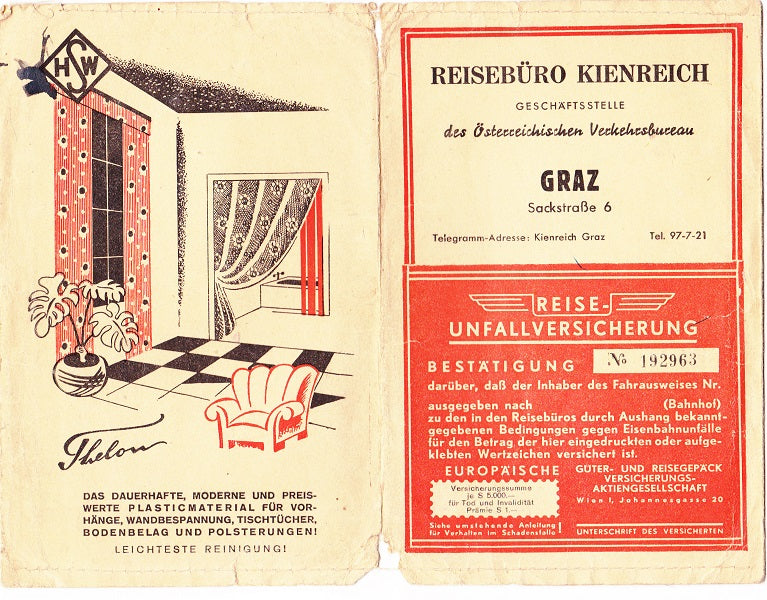 HSW
Thelon
DAS DAUERHAFTE, MODERNE UND PREIS-
WERTE PLASTICMATERIAL FÜR VOR-
HÄNGE, WANDBESPANNUNG, TISCHTÜCHER,
BODENBELAG UND POLSTERUNGEN!
LEICHTESTE REINIGUNG!
REISEBÜRO KIENREICH
GESCHÄFTSSTELLE
des Österreichischen Verkehrsbureau
GRAZ
Sackstraße 6
Telegramm-Adresse: Kienreich Graz Tel. 97-7-21
REISE-
UNFALLVERSICHERUNG
BESTÄTIGUNG No 192963
darüber, daß der Inhaber des Fahrausweises Nr.
ausgegeben nach (Bahnhof)
zu den in den Reisebüros durch Aushang bekannt-
gegebenen Bedingungen gegen Eisenbahnunfälle
für den Betrag der hier eingedruckten oder aufge-
klebten Wertzeichen versichert ist.
EUROPÄISCHE GÜTER- UND REISEGEPÄCK
VERSICHERUNGS-
AKTIENGESELLSCHAFT
Wien I, Johannesgasse 20
Versicherungssumme
je S 5.000.—
für Tod und Invalidität
Prämie S 1.—
Siehe umstehende Anleitung
für Verhalten im Schadensfalle!
UNTERSCHRIFT DES VERSICHERTEN